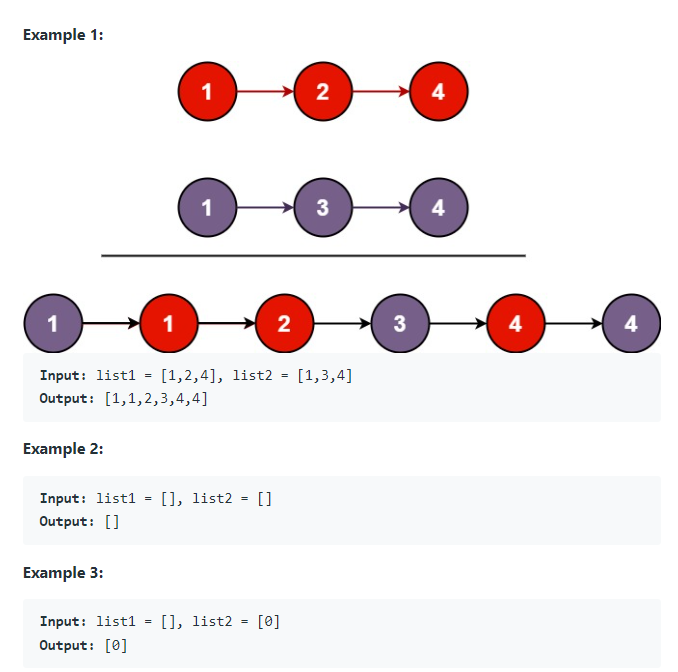 Example 1:
1 2 4
1 3 4
1 1 2 3 4 4
Input: list1 = [1,2,4], list2 = [1,3,4]
Output: [1,1,2,3,4,4]
Example 2:
Input: list1 = [], list2 = []
Output: []
Example 3:
Input: list1 = [], list2 = [0]
Output: [0]